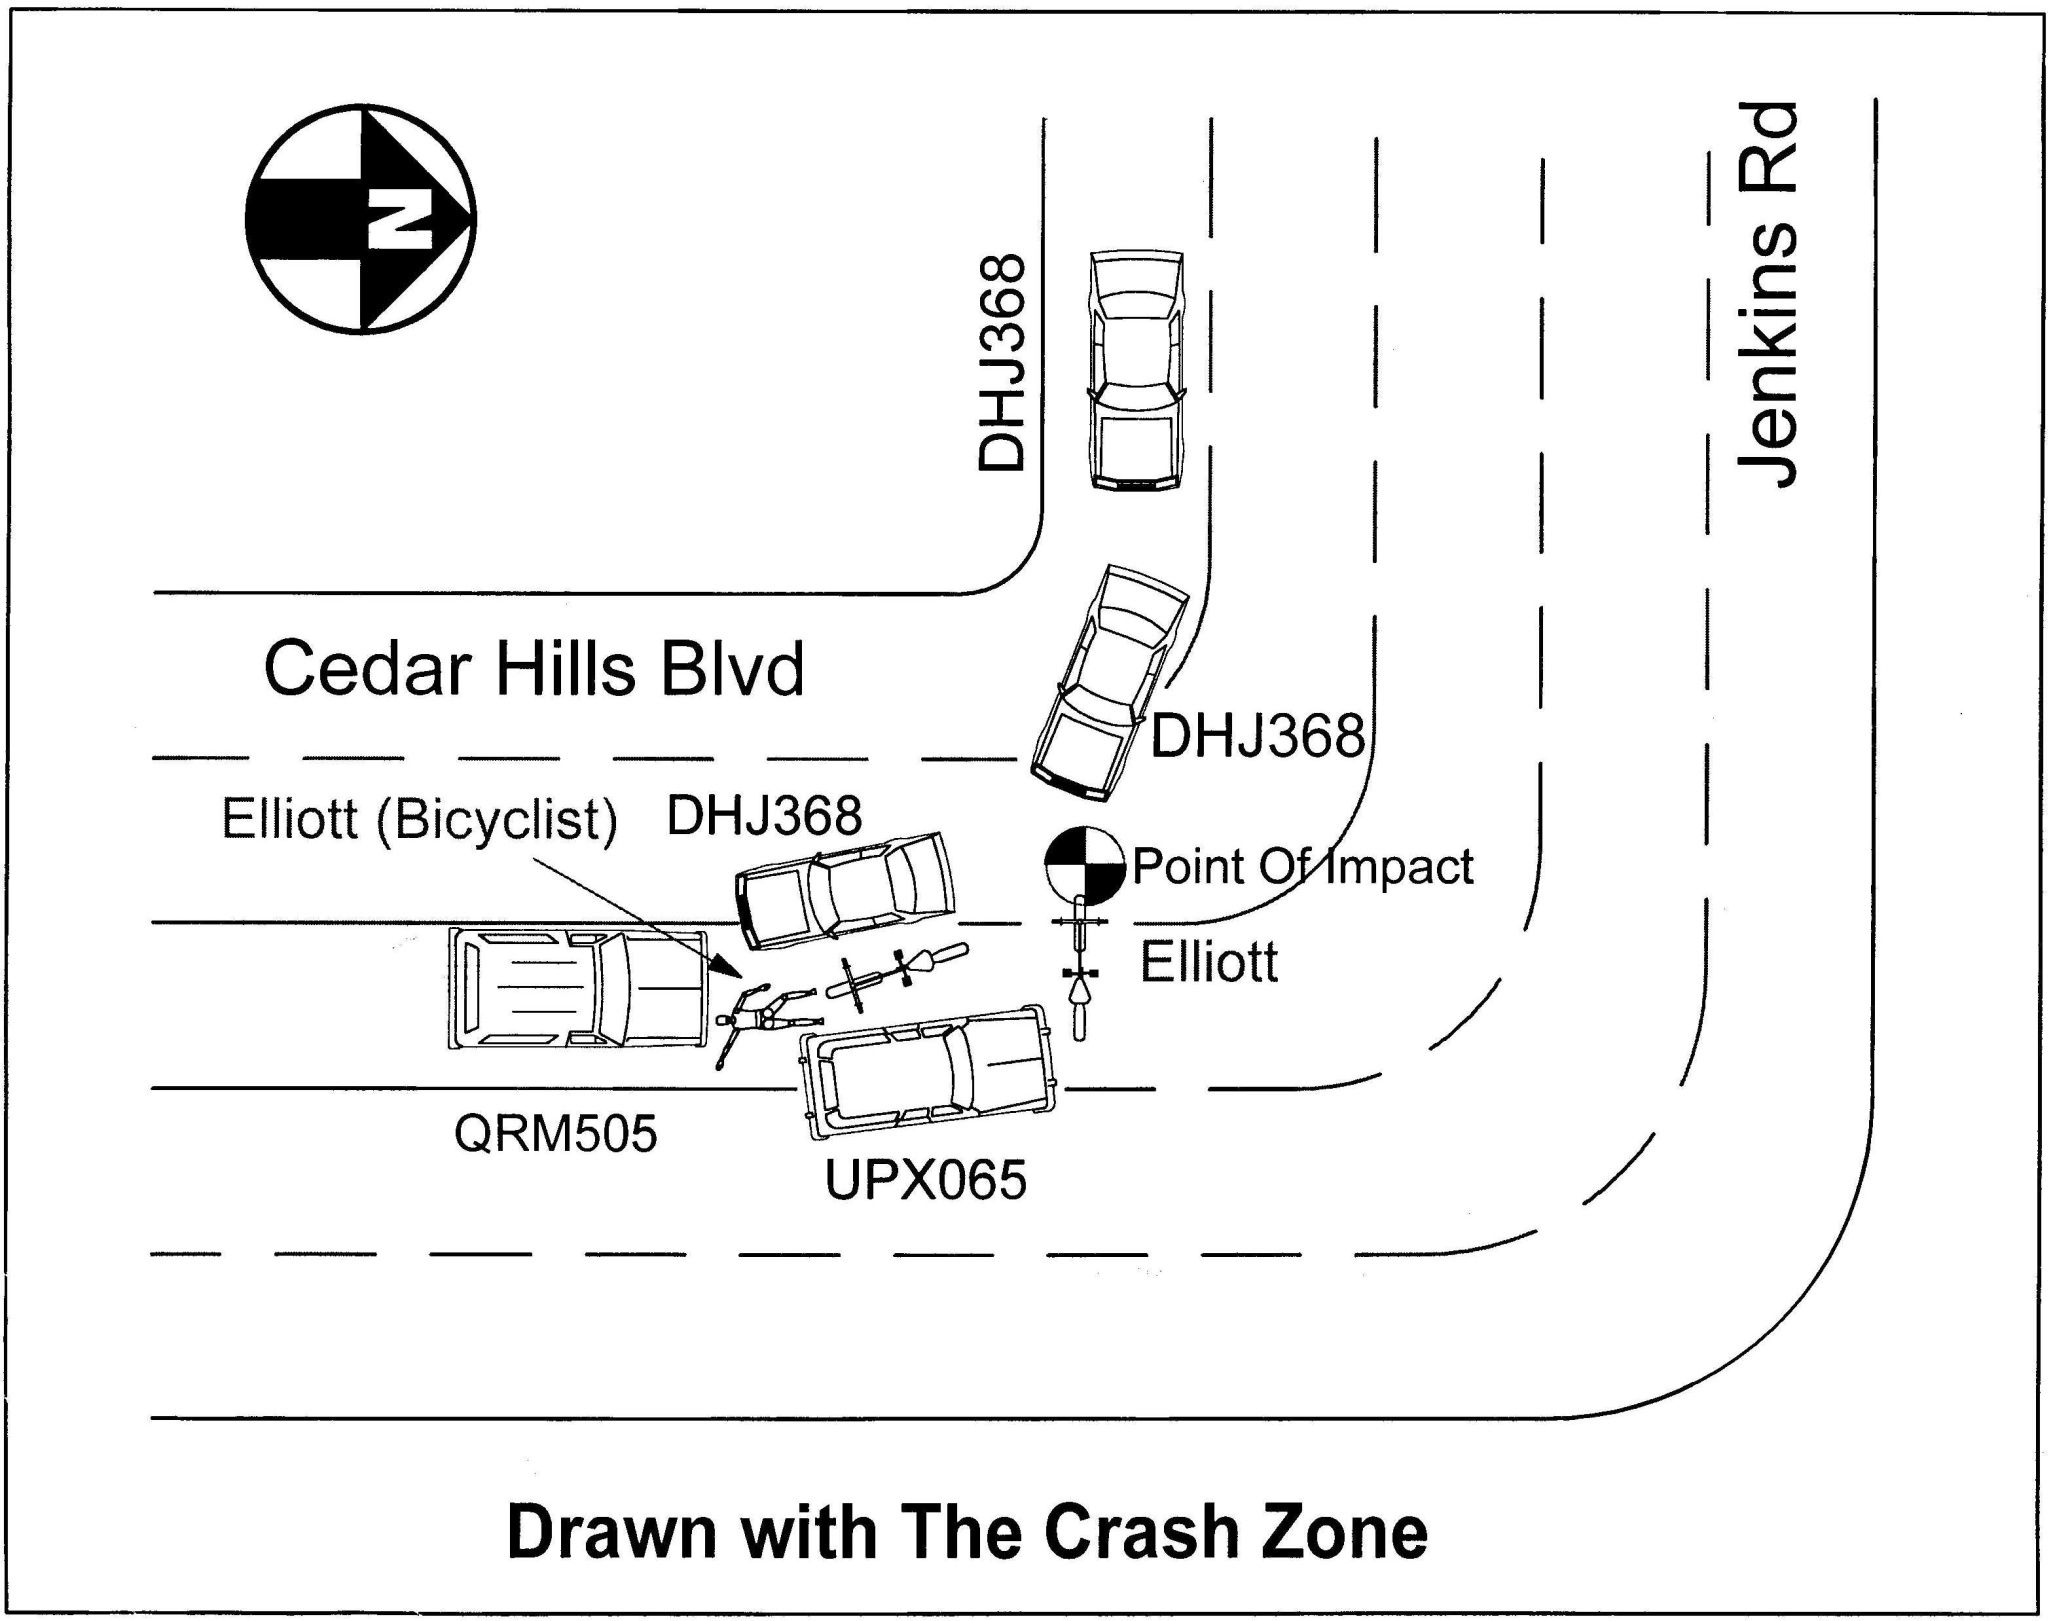 N
DHJ368
Jenkins Rd
Cedar Hills Blvd
DHJ368
Elliott (Bicyclist)
DHJ368
Point Of Impact
Elliott
QRM505
UPX065
Drawn with The Crash Zone